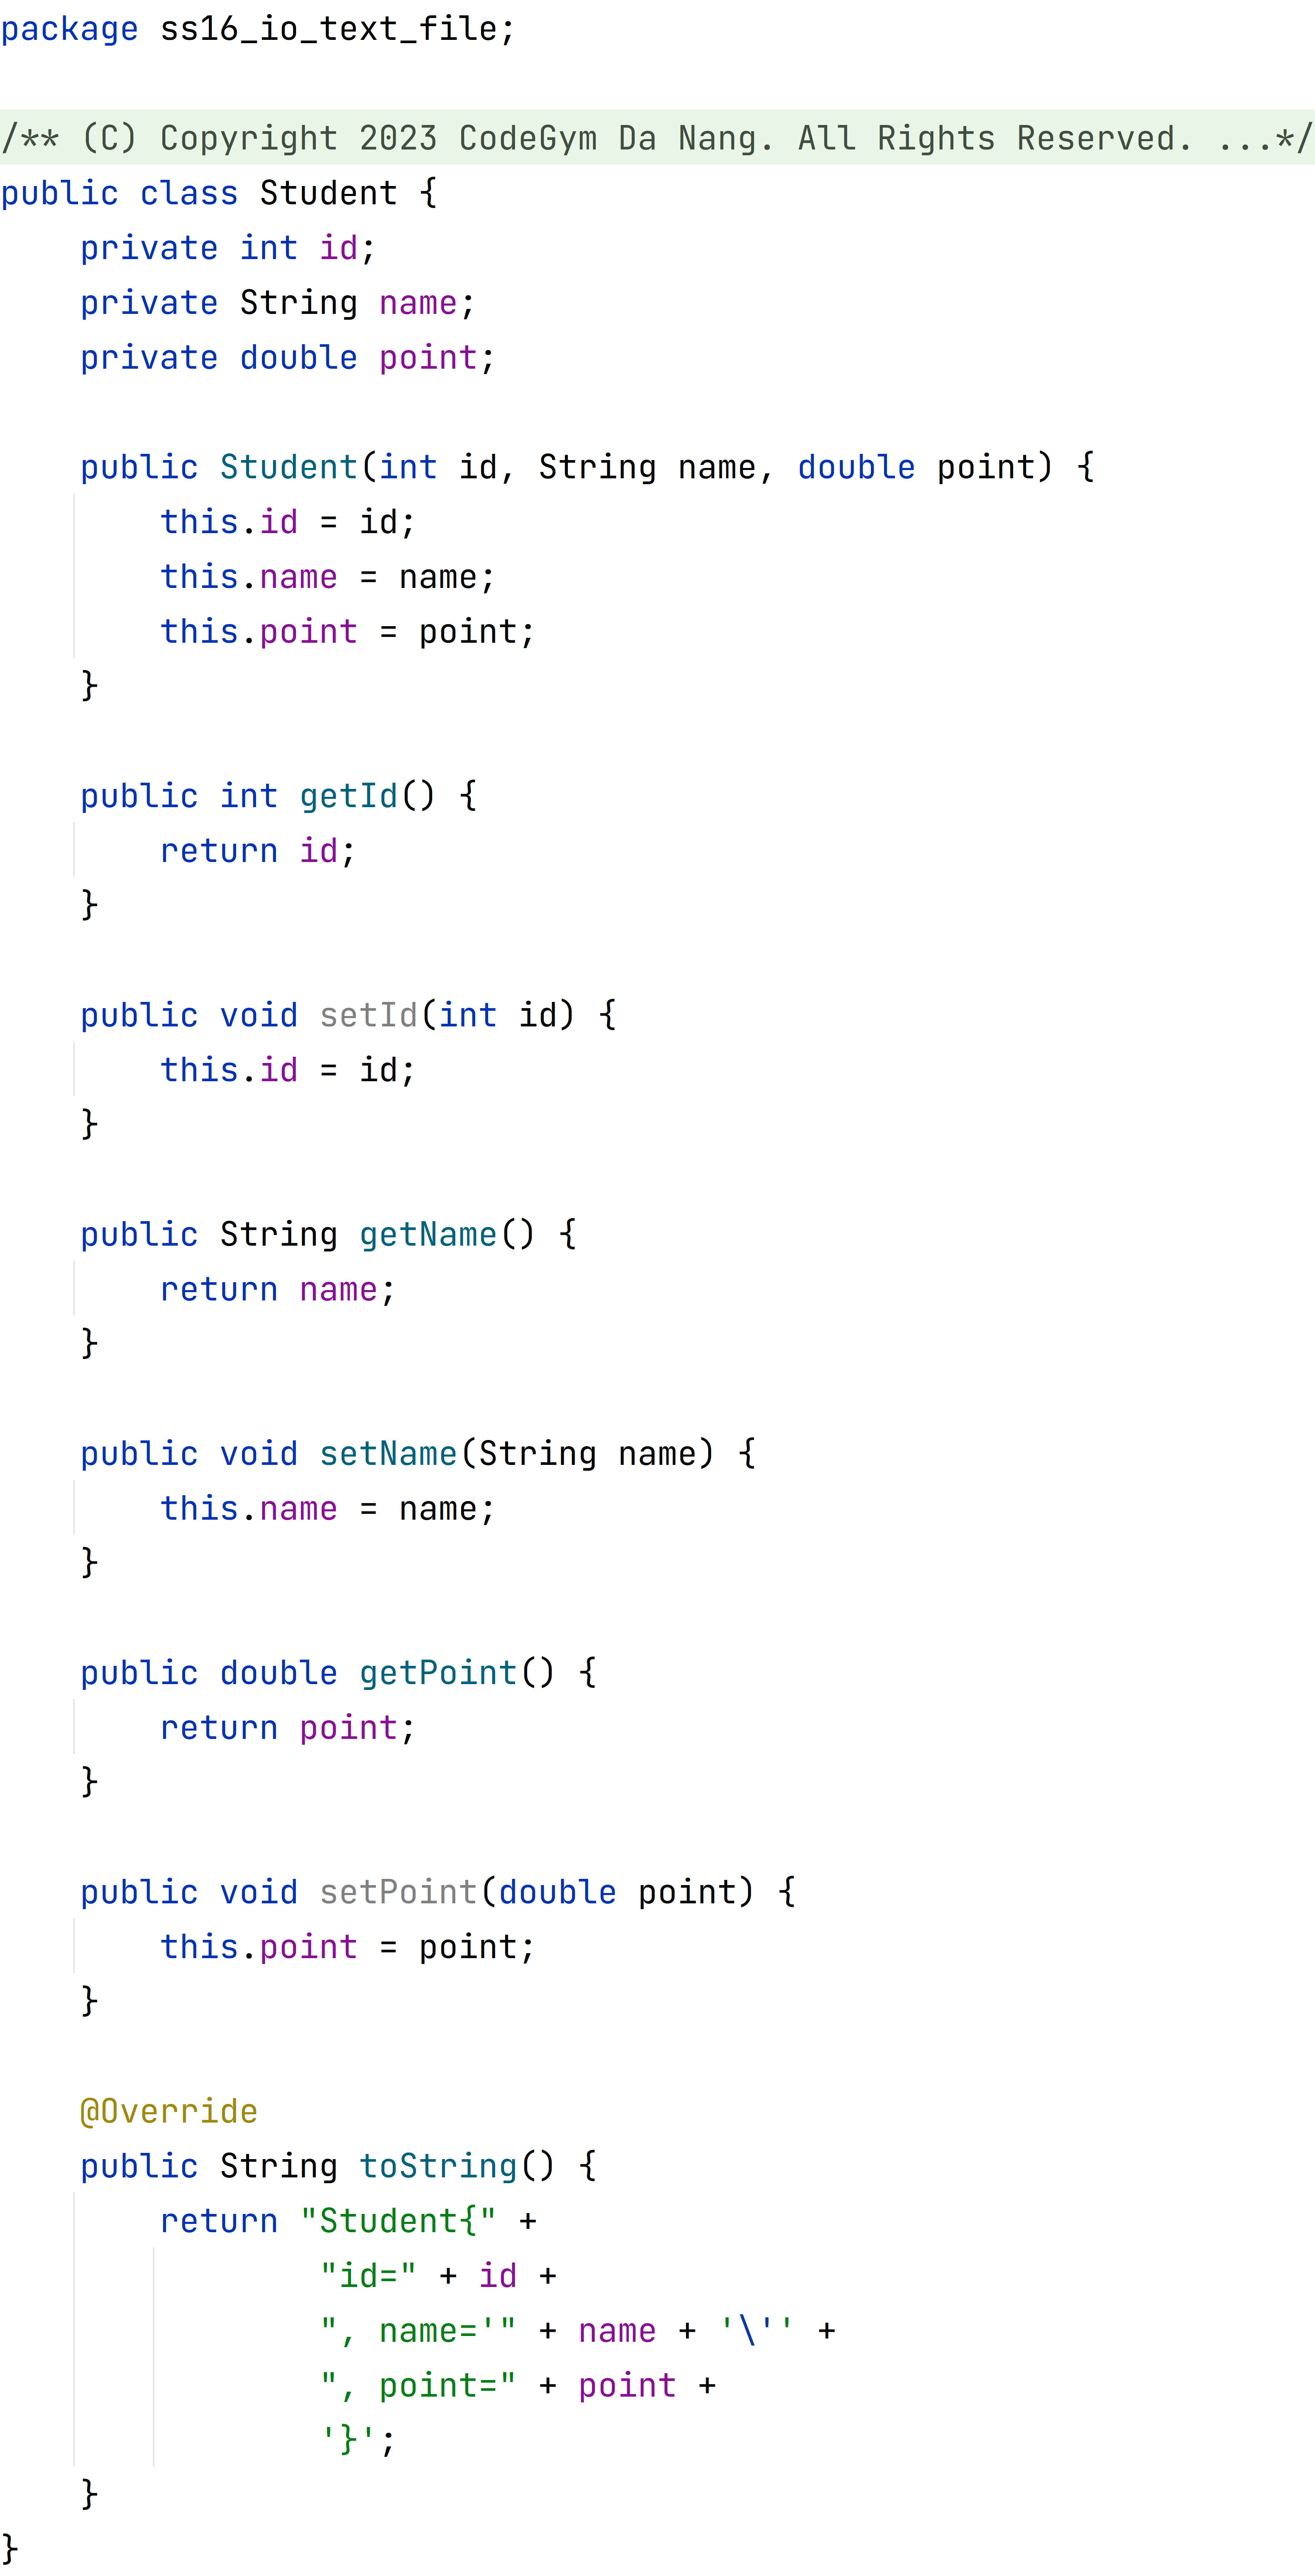 package ss16_io_text_file;

/** (C) Copyright 2023 CodeGym Da Nang. All Rights Reserved. ...*/
public class Student {
    private int id;
    private String name;
    private double point;

    public Student(int id, String name, double point) {
        this.id = id;
        this.name = name;
        this.point = point;
    }

    public int getId() {
        return id;
    }

    public void setId(int id) {
        this.id = id;
    }

    public String getName() {
        return name;
    }

    public void setName(String name) {
        this.name = name;
    }

    public double getPoint() {
        return point;
    }

    public void setPoint(double point) {
        this.point = point;
    }

    @Override
    public String toString() {
        return "Student{" +
                "id=" + id +
                ", name='" + name + '\'' +
                ", point=" + point +
                '}';
    }
}